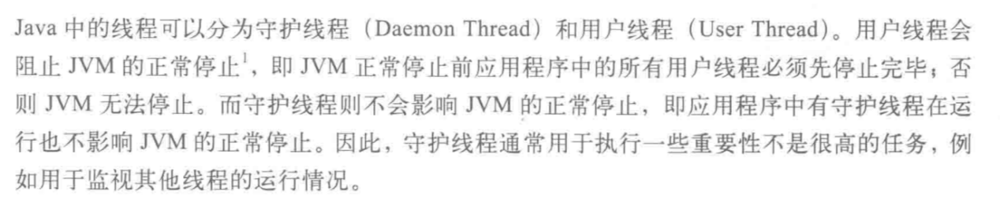 Java 中的线程可以分为守护线程（Daemon Thread）和用户线程（User Thread）。用户线程会
阻止 JVM 的正常停止¹，即 JVM 正常停止前应用程序中的所有用户线程必须先停止完毕；否
则 JVM 无法停止。而守护线程则不会影响 JVM 的正常停止，即应用程序中有守护线程在运
行也不影响 JVM 的正常停止。因此，守护线程通常用于执行一些重要性不是很高的任务，例
如用于监视其他线程的运行情况。